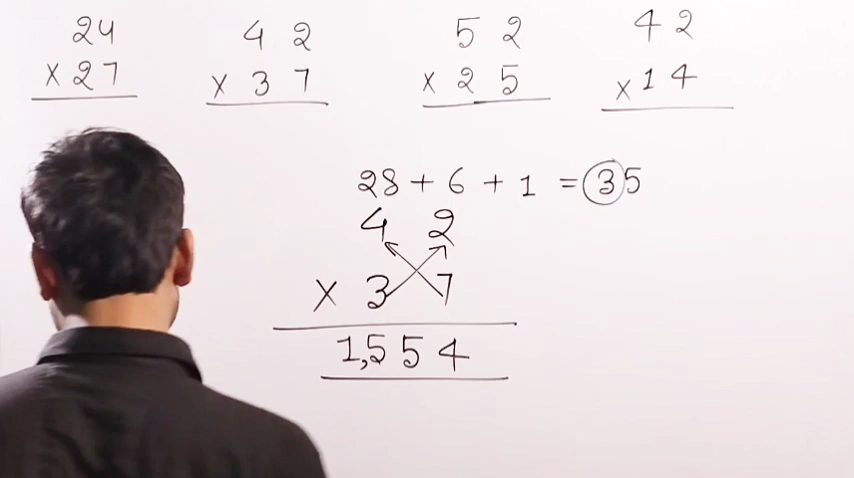 24 42 52 42
× 27 × 37 × 25 × 14
28 + 6 + 1 = 35
4 2
× 3 7
1,554